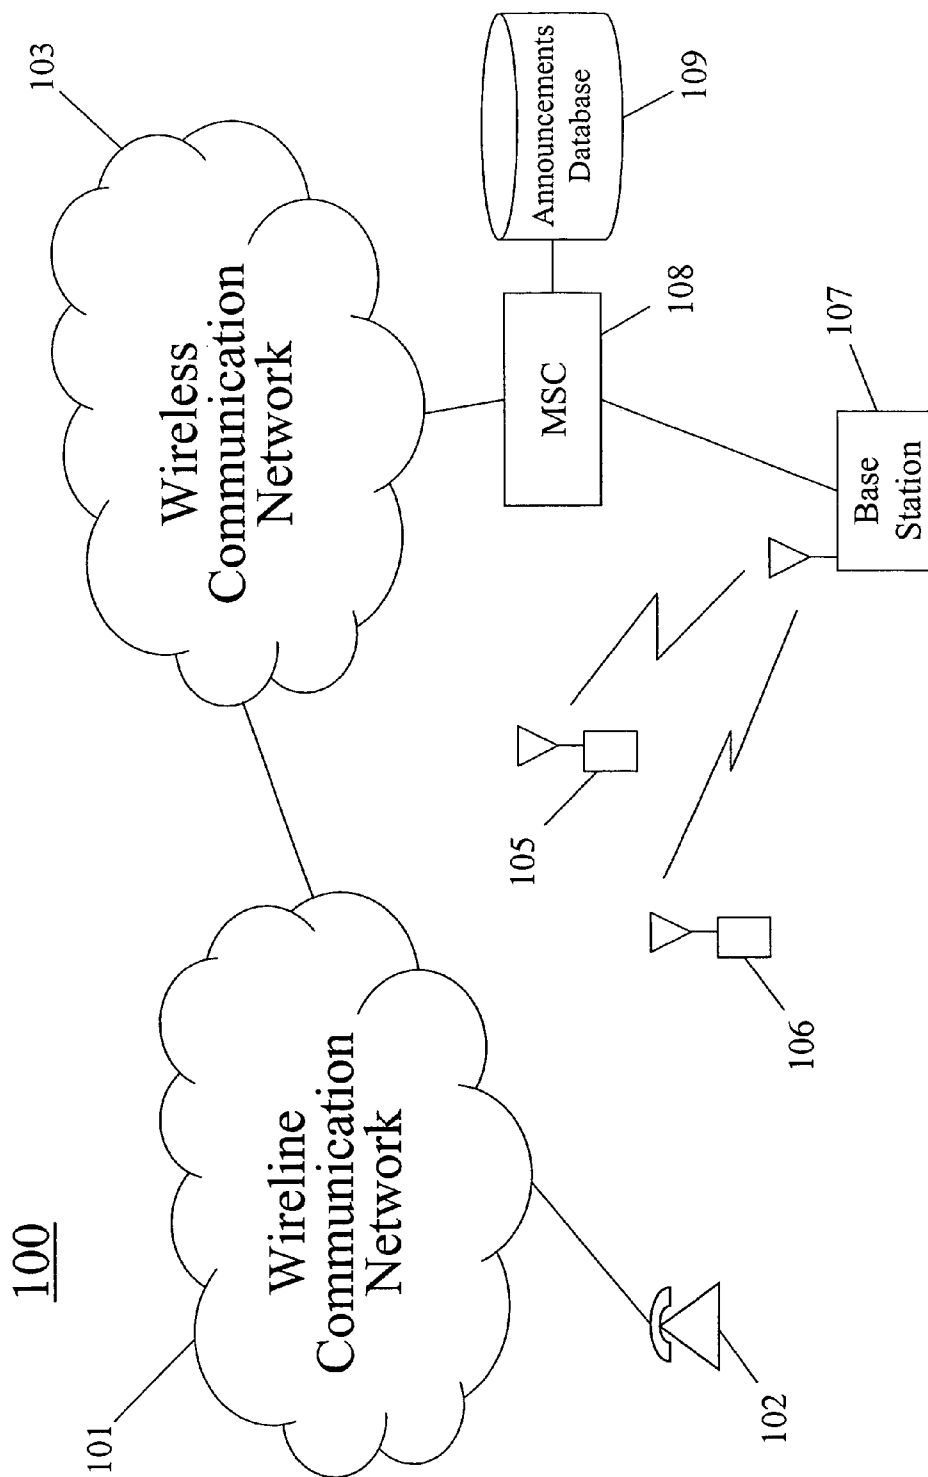 100
101
Wireline
Communication
Network
102
103
Wireless
Communication
Network
105
106
MSC
108
Announcements
Database
109
Base
Station
107